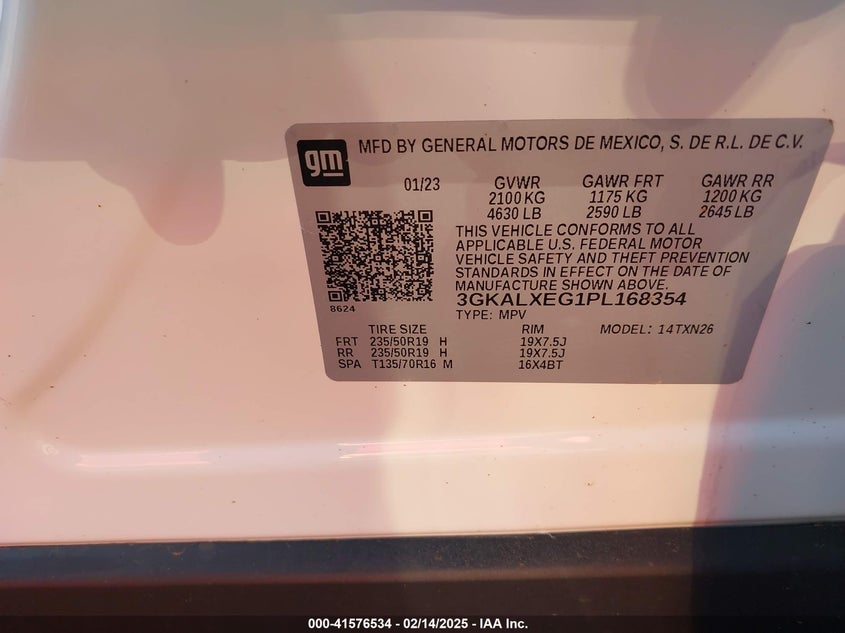 gm
MFD BY GENERAL MOTORS DE MEXICO, S. DE R.L. DE C.V.
01/23 GVWR GAWR FRT GAWR RR
2100 KG 1175 KG 1200 KG
4630 LB 2590 LB 2645 LB
THIS VEHICLE CONFORMS TO ALL
APPLICABLE U.S. FEDERAL MOTOR
VEHICLE SAFETY AND THEFT PREVENTION
STANDARDS IN EFFECT ON THE DATE OF
MANUFACTURE SHOWN ABOVE.
3GKALXEG1PL168354
8624
TYPE: MPV
TIRE SIZE RIM MODEL: 14TXN26
FRT 235/50R19 H 19X7.5J
RR 235/50R19 H 19X7.5J
SPA T135/70R16 M 16X4BT
000-41576534 - 02/14/2025 - IAA Inc.